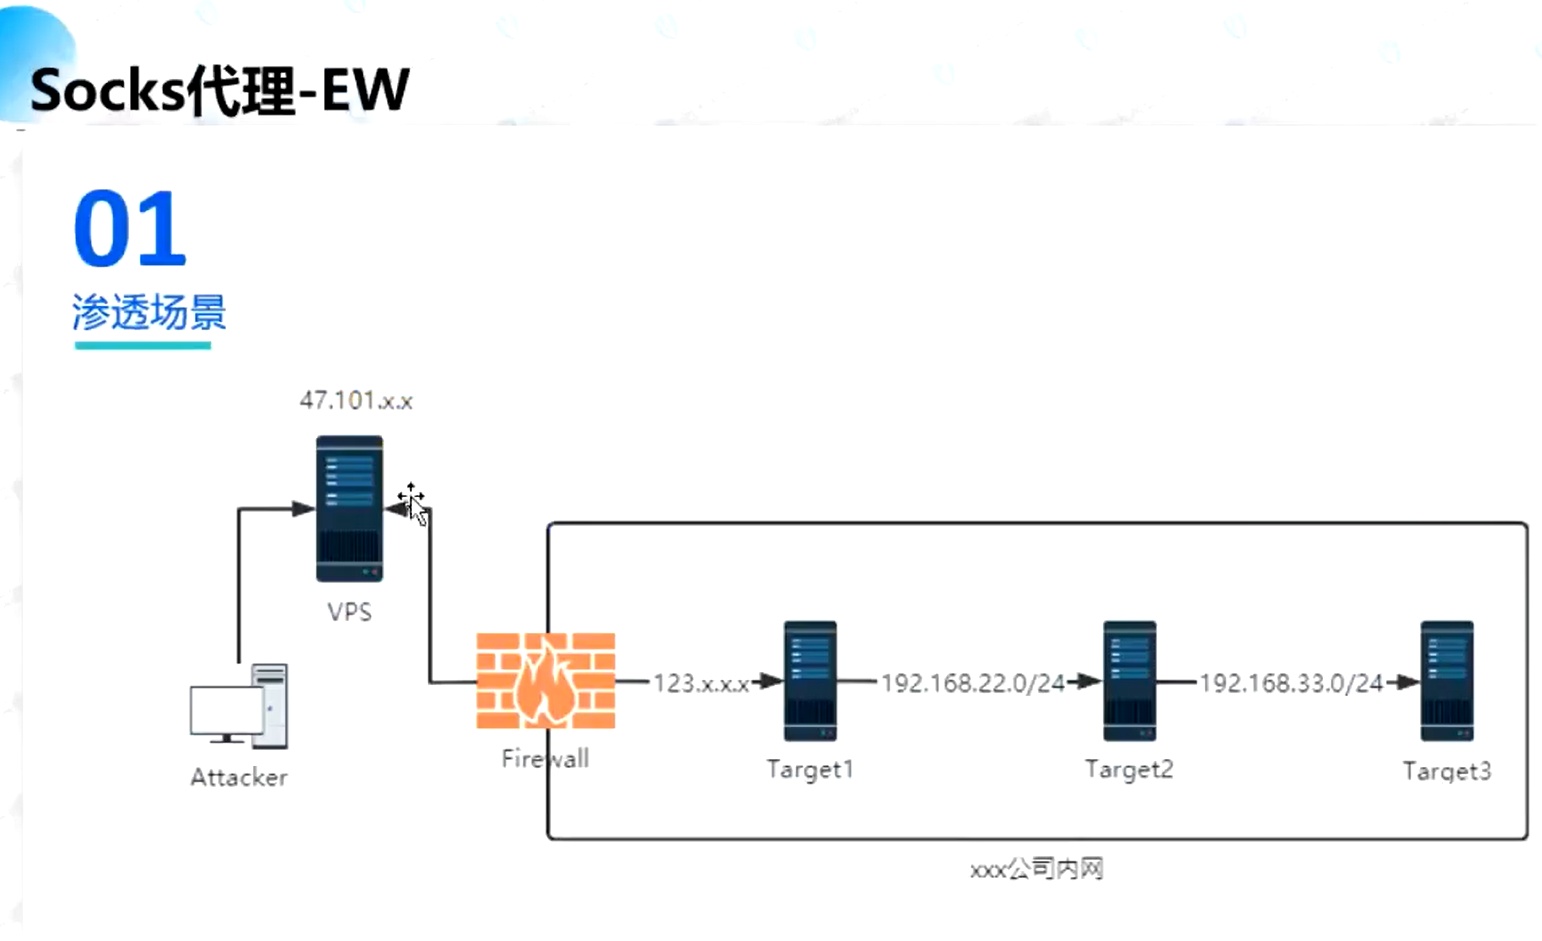 Socks代理-EW
01
渗透场景
47.101.x.x
VPS
Attacker
Firewall
123.x.x.x
192.168.22.0/24
192.168.33.0/24
Target1
Target2
Target3
xxx公司内网